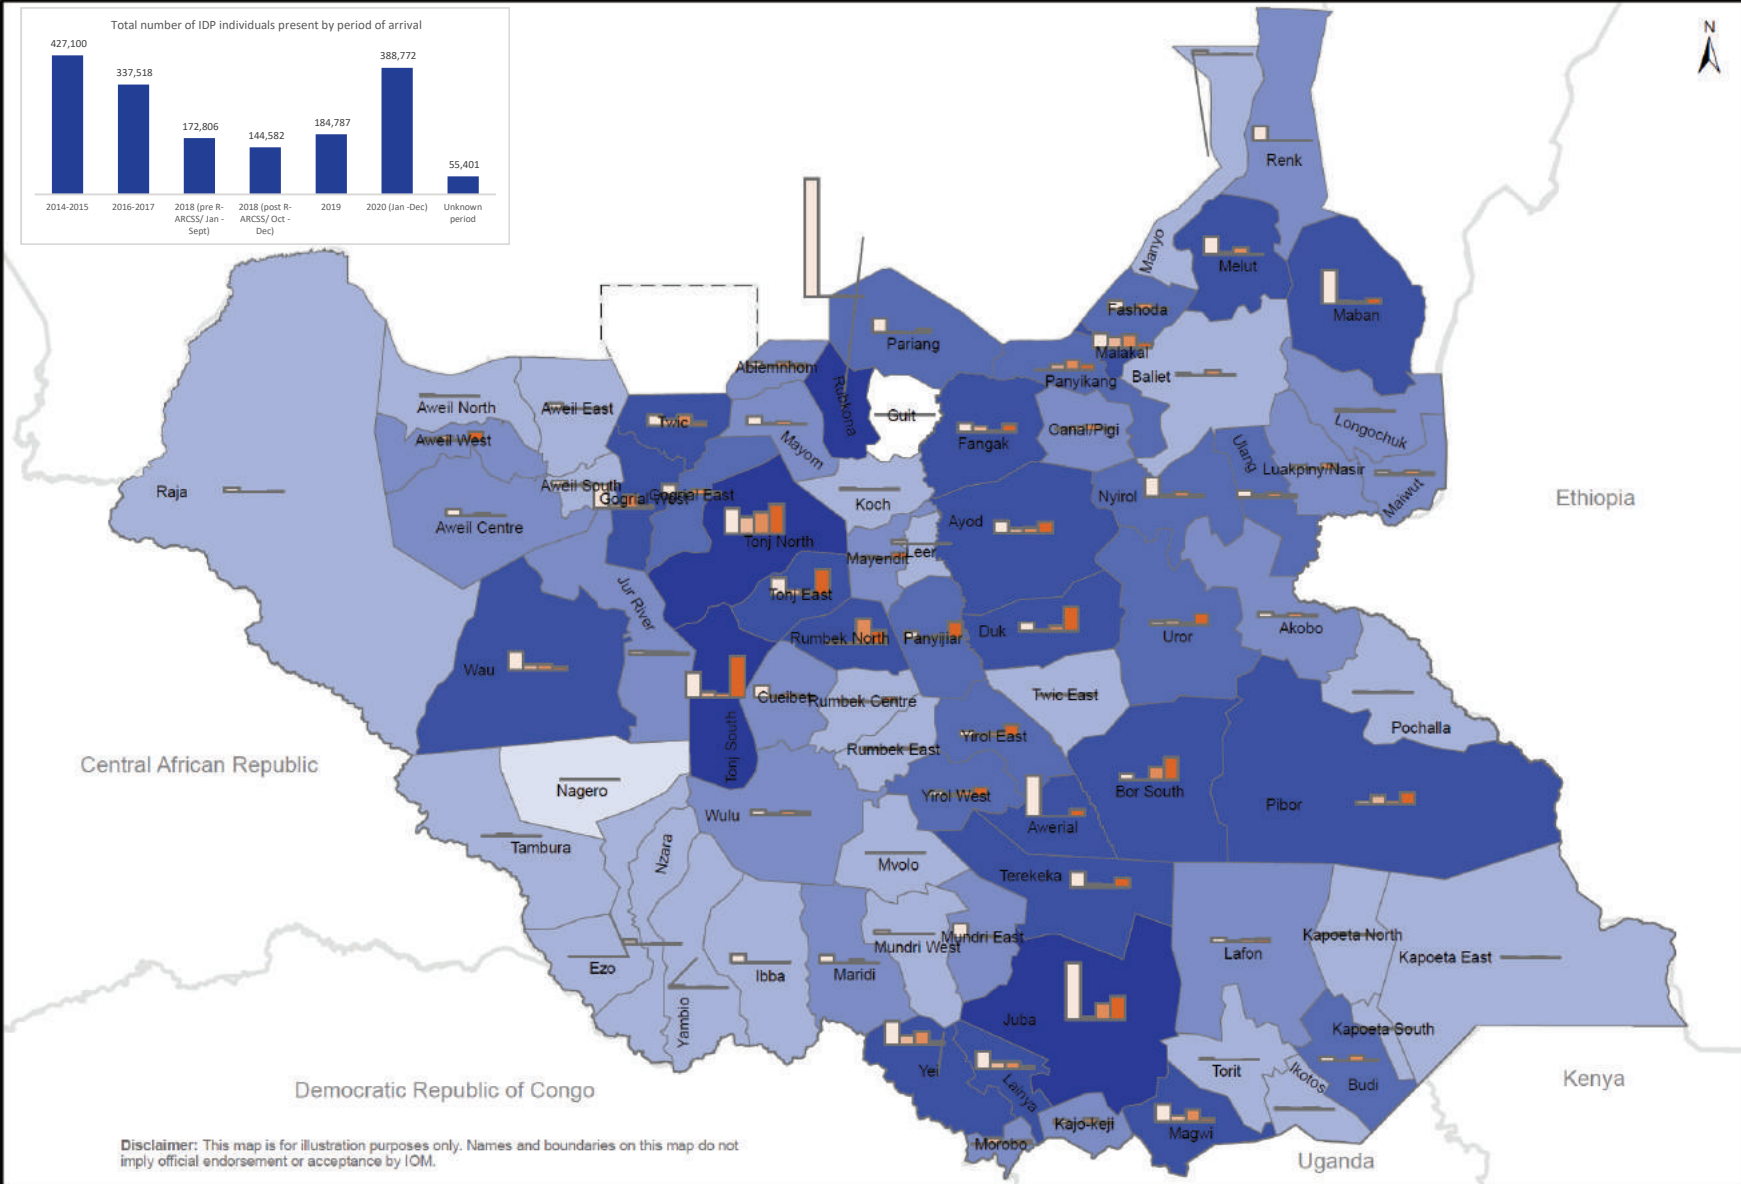 Total number of IDP individuals present by period of arrival
427,100
337,518
172,806
144,582
184,787
388,772
55,401
2014-2015
2016-2017
2018 (pre R-
ARCSS/ Jan -
Sept)
2018 (post R-
ARCSS/ Oct -
Dec)
2019
2020 (Jan -Dec)
Unknown
period
N
Renk
Manyo
Melut
Maban
Fashoda
Malakal
Pariang
Panyikang
Baliet
Abiemnhom
Rubkona
Guit
Aweil North
Aweil East
Twic
Aweil West
Mayom
Fangak
Canal/Pigi
Longochuk
Ulang
Luakpiny/Nasir
Maiwut
Raja
Aweil South
Gogrial West
Gogrial East
Koch
Nyirol
Ethiopia
Aweil Centre
Ayod
Tonj North
Mayendit
Leer
Jur River
Tonj East
Rumbek North
Panyijiar
Duk
Uror
Akobo
Wau
Cueibet
Rumbek Centre
Twic East
Pochalla
Tonj South
Rumbek East
Yirol East
Central African Republic
Nagero
Yirol West
Bor South
Pibor
Wulu
Awerial
Tambura
Nzara
Mvolo
Terekeka
Mundri West
Mundri East
Lafon
Kapoeta North
Kapoeta East
Ezo
Ibba
Maridi
Yambio
Juba
Kapoeta South
Yei
Lainya
Torit
Ikotos
Budi
Kenya
Democratic Republic of Congo
Morobo
Kajo-keji
Magwi
Uganda
Disclaimer: This map is for illustration purposes only. Names and boundaries on this map do not
imply official endorsement or acceptance by IOM.